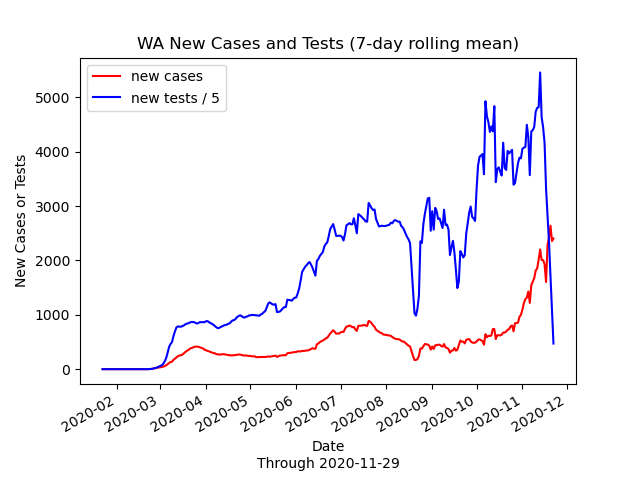 WA New Cases and Tests (7-day rolling mean)
new cases
new tests / 5
New Cases or Tests
5000
4000
3000
2000
1000
0
2020-02
2020-03
2020-04
2020-05
2020-06
2020-07
2020-08
2020-09
2020-10
2020-11
2020-12
Date
Through 2020-11-29